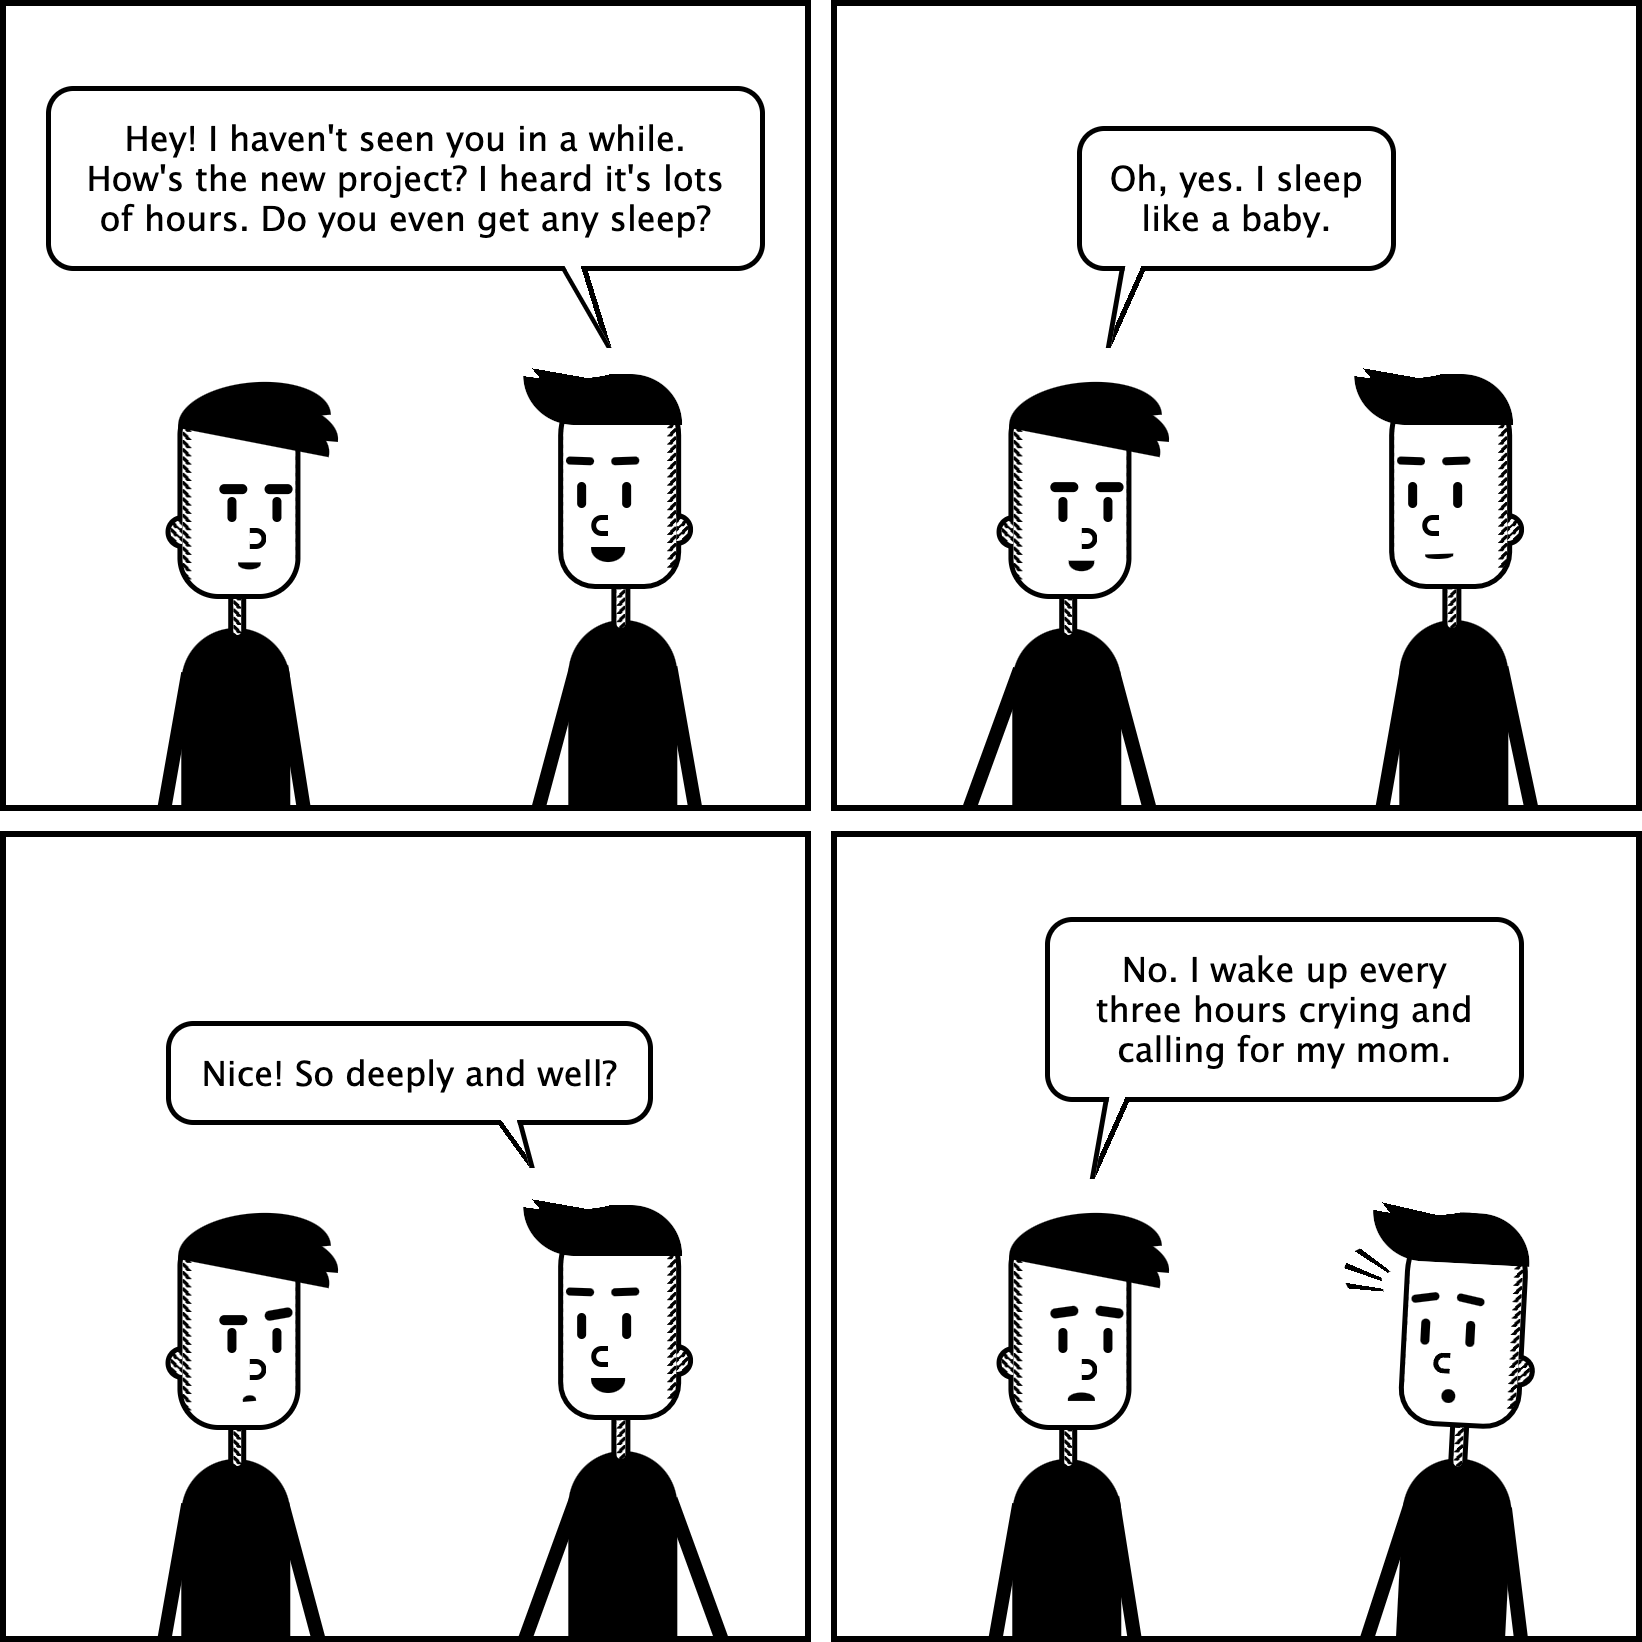 Hey! I haven't seen you in a while.
How's the new project? I heard it's lots
of hours. Do you even get any sleep?
Oh, yes. I sleep
like a baby.
Nice! So deeply and well?
No. I wake up every
three hours crying and
calling for my mom.